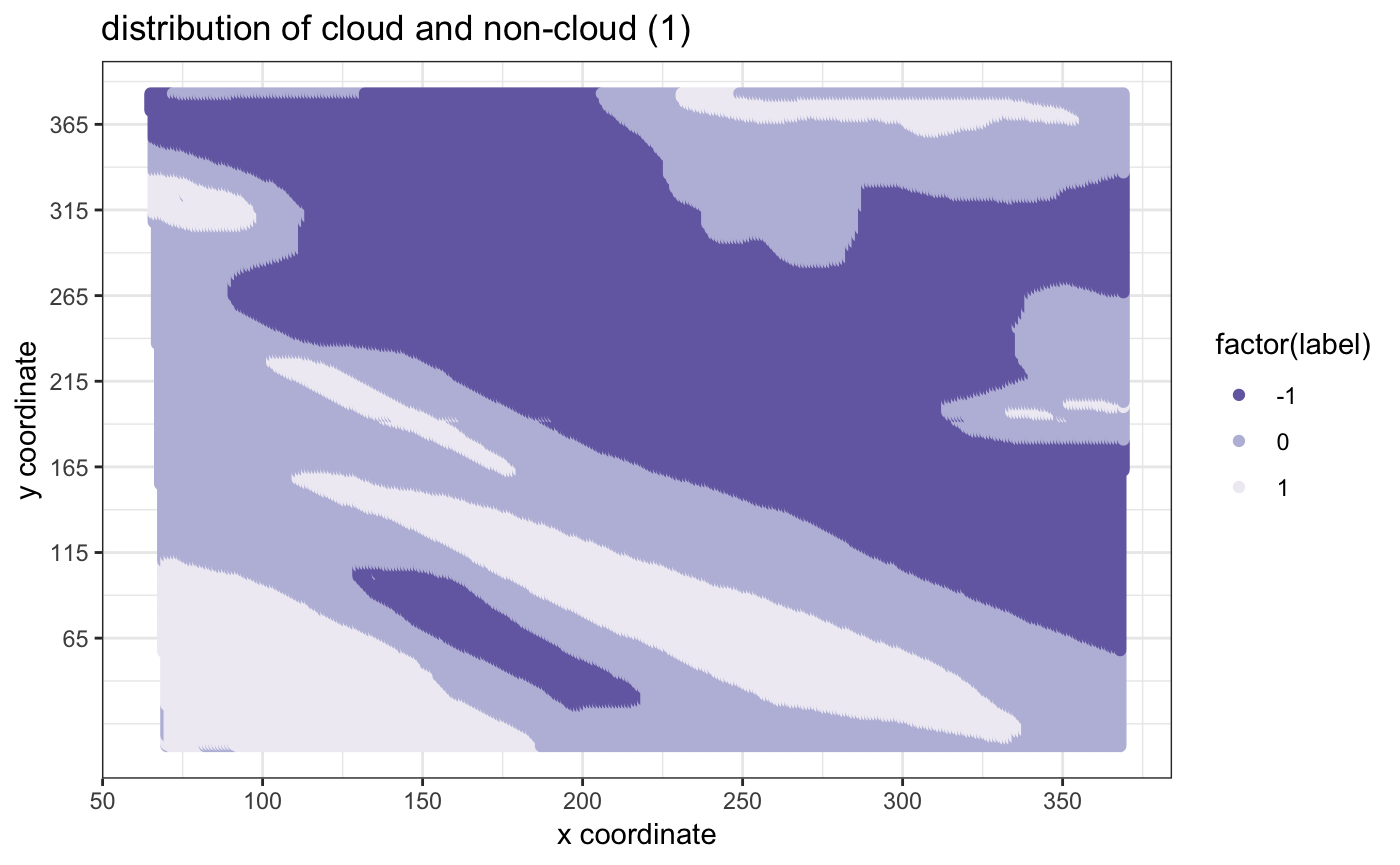 distribution of cloud and non-cloud (1)
y coordinate
365
315
265
215
165
115
65
50 100 150 200 250 300 350
x coordinate
factor(label)
-1
0
1